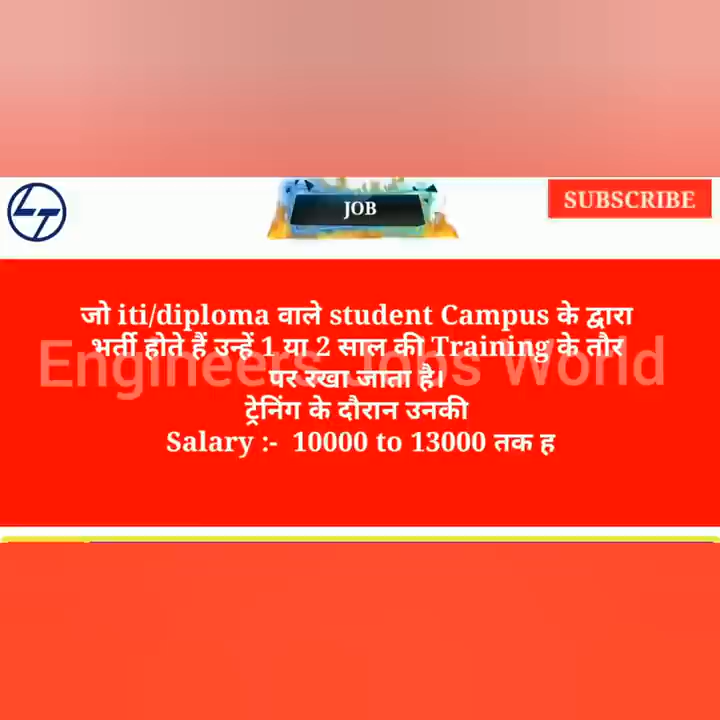 JOB
SUBSCRIBE
जो iti/diploma वाले student Campus के द्वारा
भर्ती होते हैं उन्हें 1 या 2 साल की Training के तौर
पर रखा जाता है।
ट्रेनिंग के दौरान उनकी
Salary :- 10000 to 13000 तक ह
Engineers Jobs World